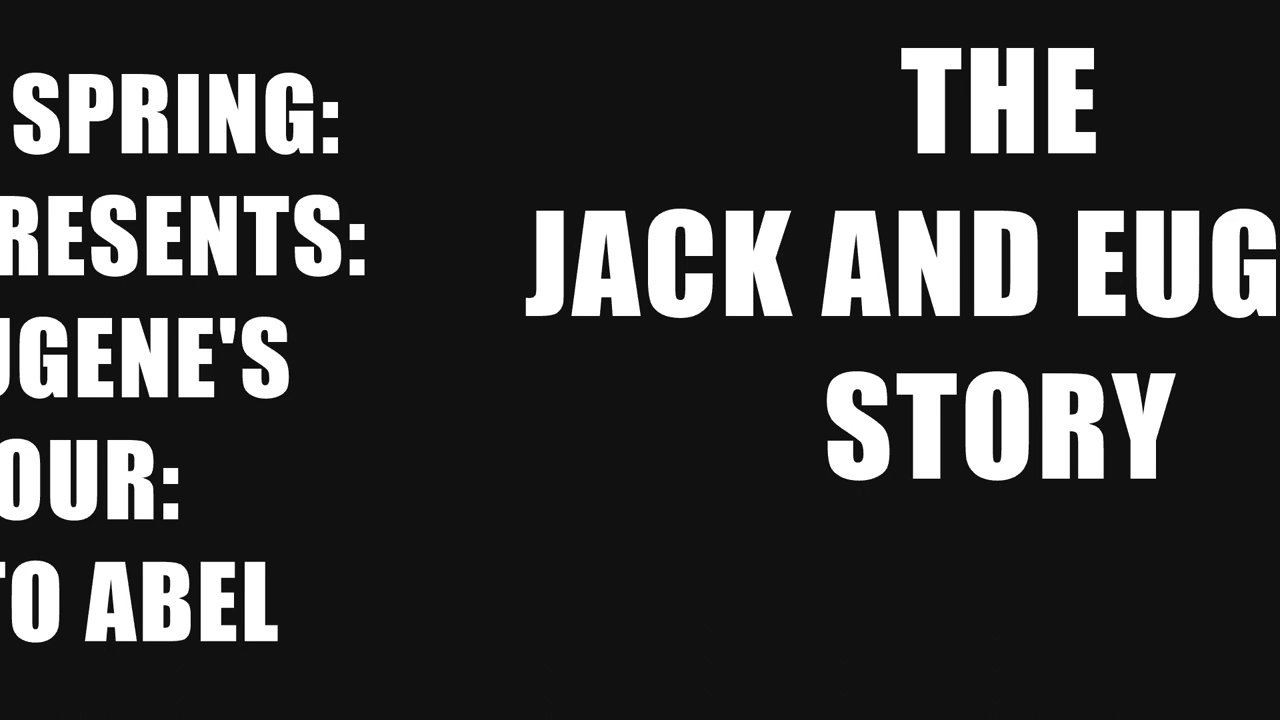 SPRING:
RESENTS:
UGENE'S
OUR:
TO ABEL
THE
JACK AND EUG
STORY